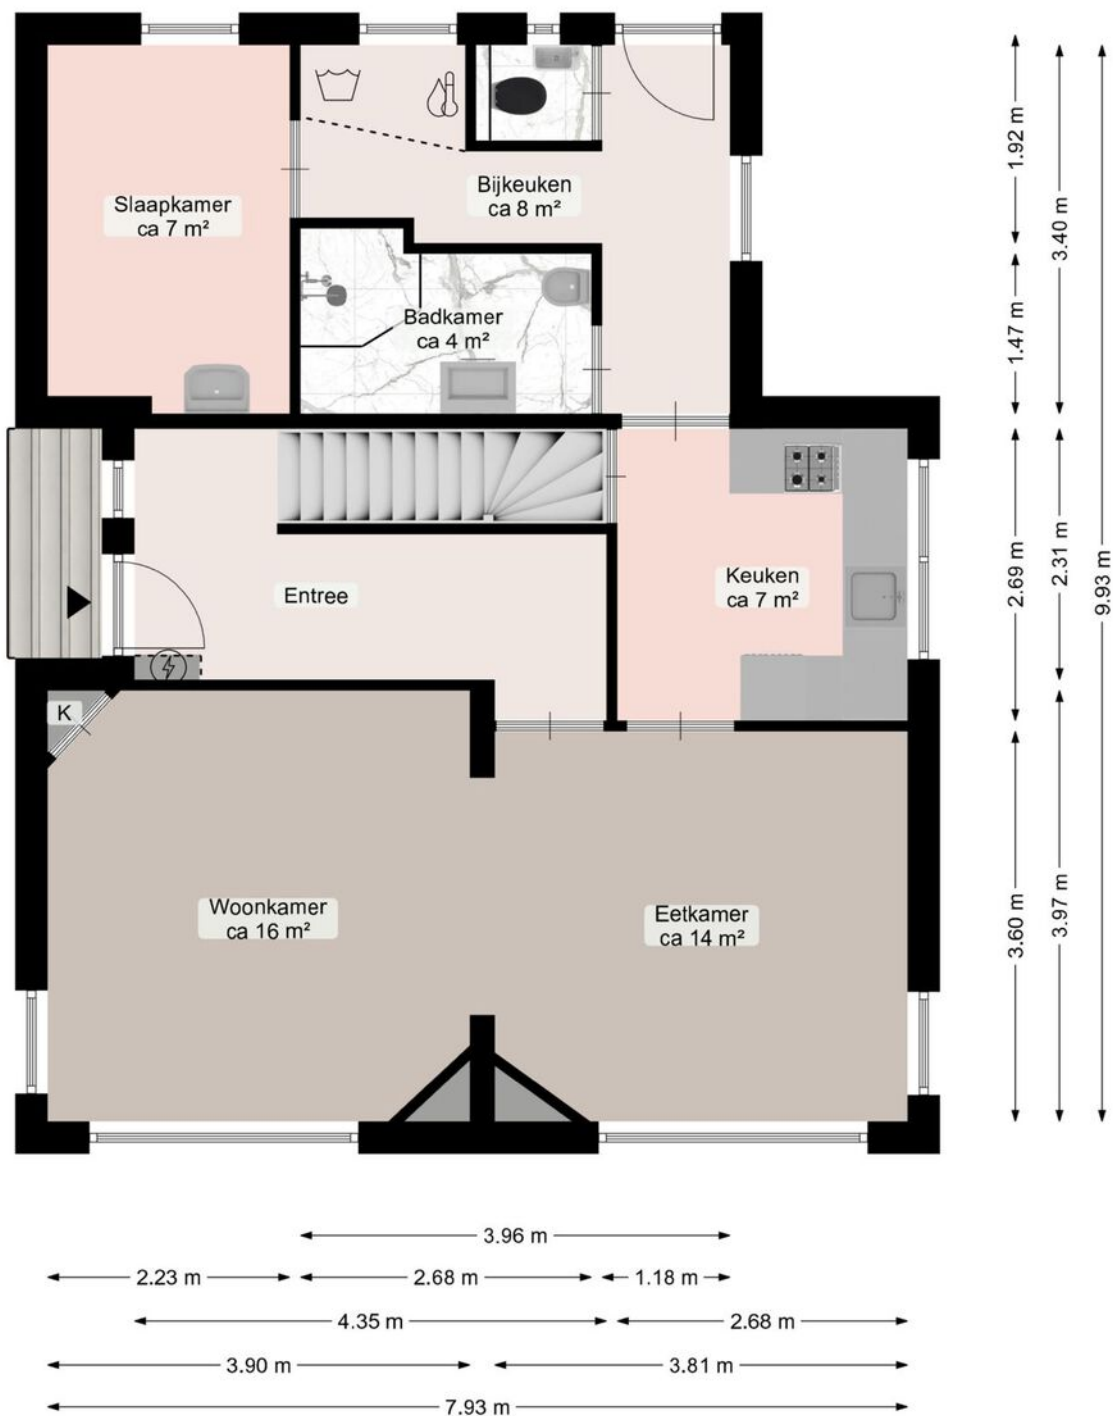 Slaapkamer
ca 7 m²
Bijkeuken
ca 8 m²
Badkamer
ca 4 m²
Entree
Keuken
ca 7 m²
K
Woonkamer
ca 16 m²
Eetkamer
ca 14 m²
1.92 m
3.40 m
1.47 m
2.69 m
2.31 m
9.93 m
3.60 m
3.97 m
3.96 m
2.23 m
2.68 m
1.18 m
4.35 m
2.68 m
3.90 m
3.81 m
7.93 m